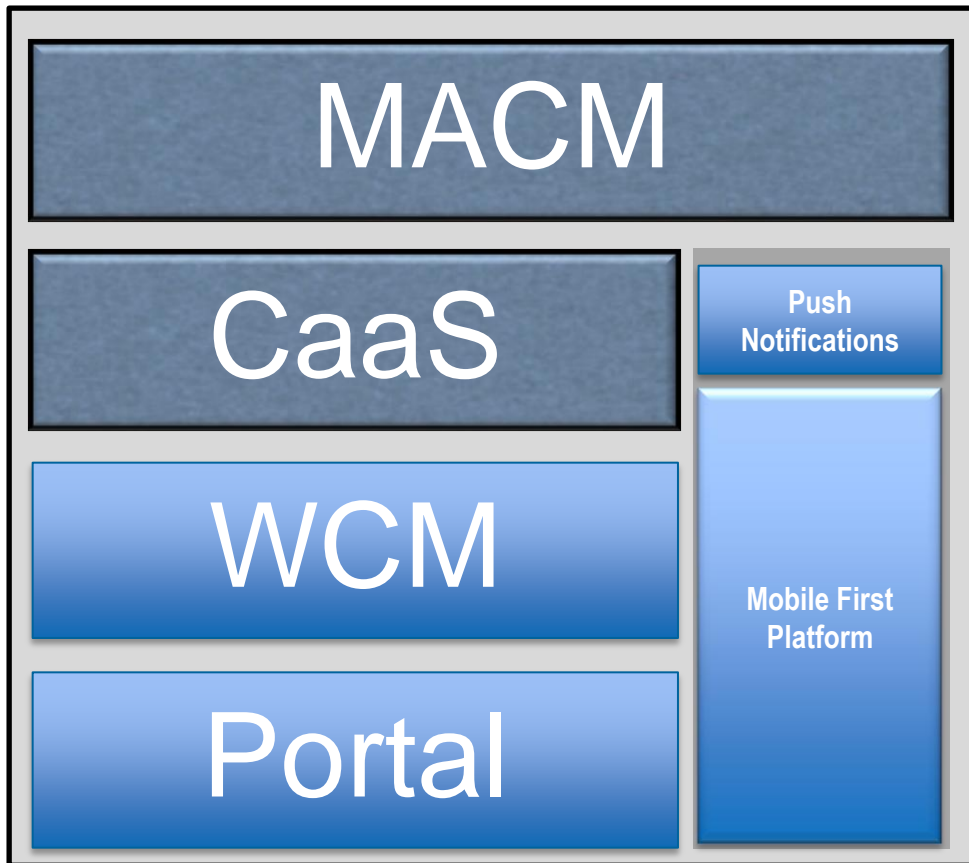 MACM
CaaS
Push
Notifications
WCM
Mobile First
Platform
Portal